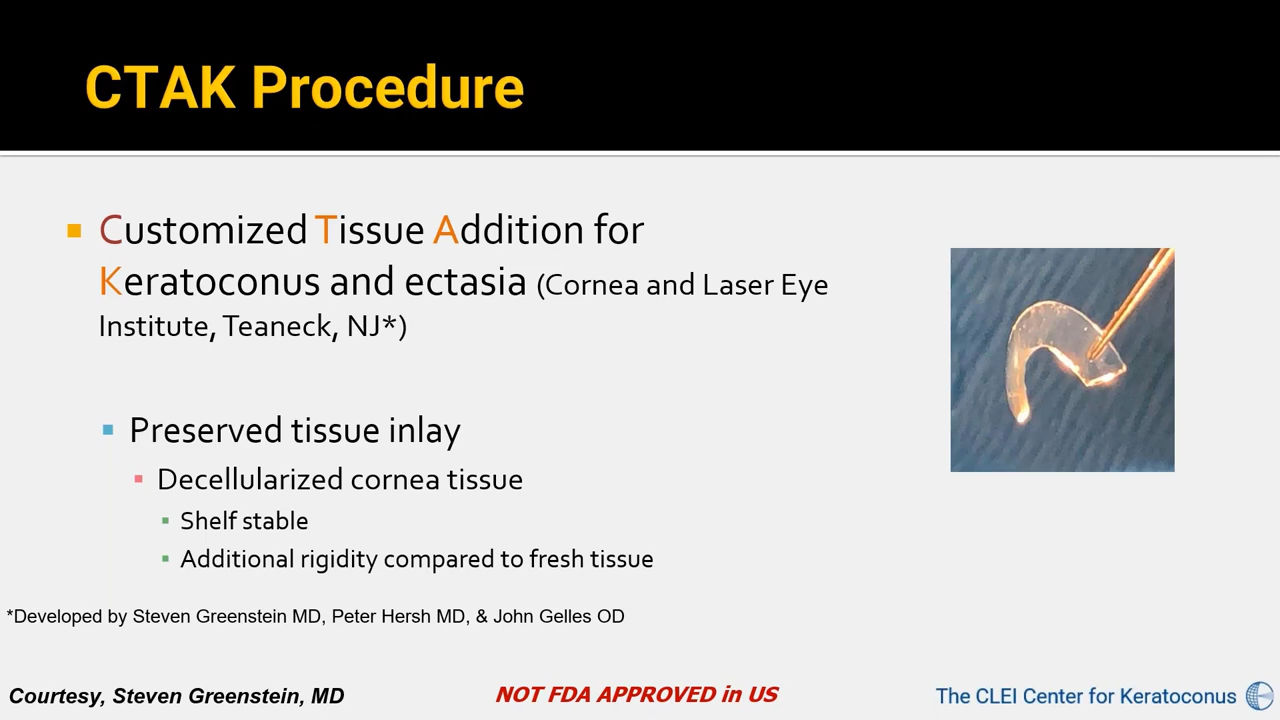 CTAK Procedure
Customized Tissue Addition for
Keratoconus and ectasia (Cornea and Laser Eye
Institute, Teaneck, NJ*)
Preserved tissue inlay
Decellularized cornea tissue
Shelf stable
Additional rigidity compared to fresh tissue
*Developed by Steven Greenstein MD, Peter Hersh MD, & John Gelles OD
Courtesy, Steven Greenstein, MD
NOT FDA APPROVED in US
The CLEI Center for Keratoconus